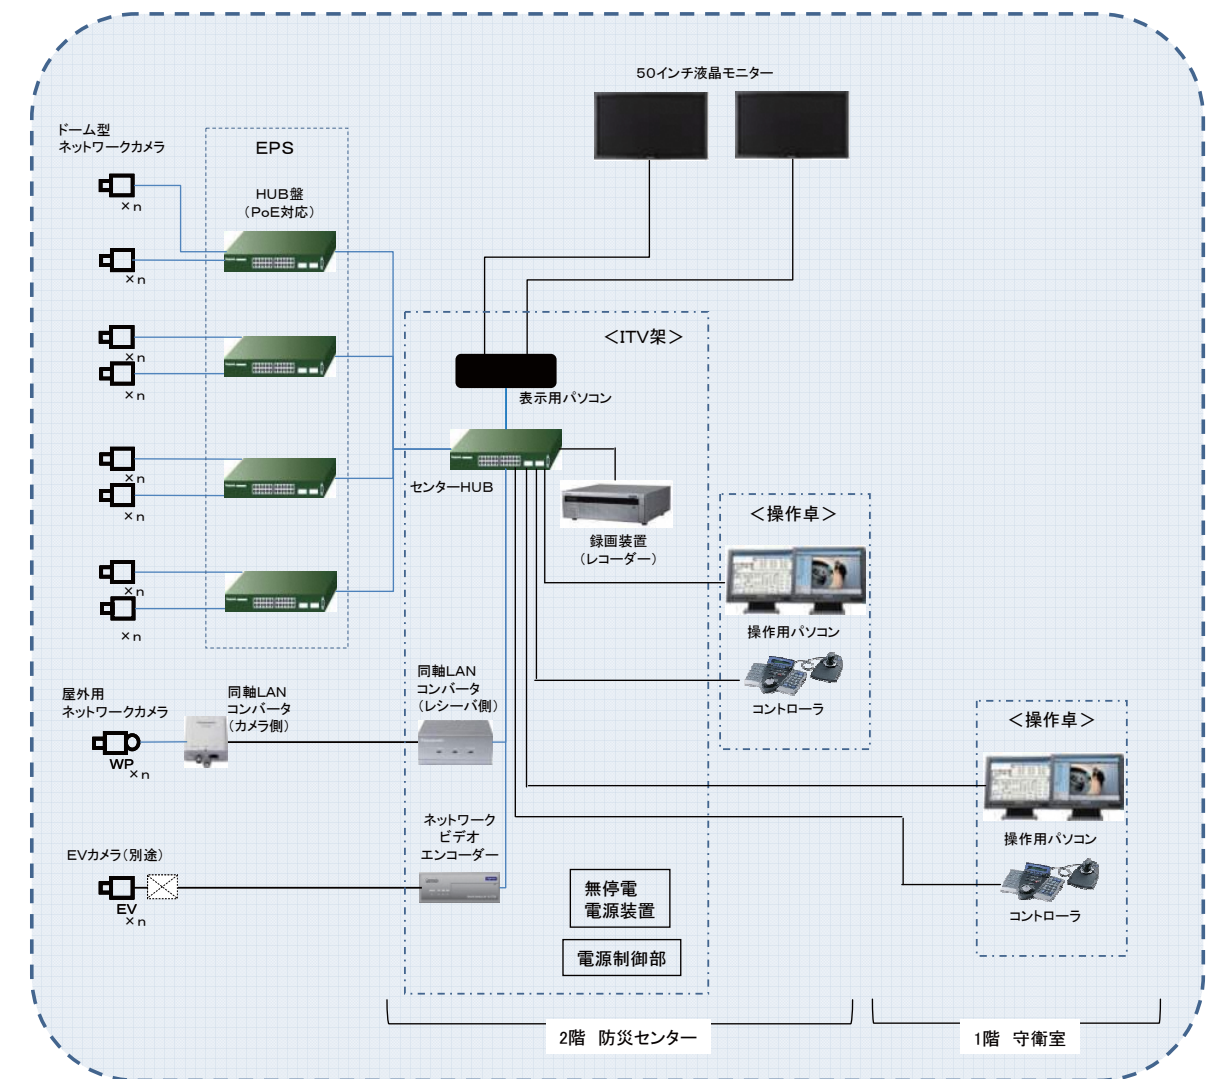 50インチ液晶モニター
ドーム型
ネットワークカメラ
×n
×n
×n
×n
×n
×n
×n
×n
EPS
HUB盤
（PoE対応）
＜ITV架＞
表示用パソコン
センターHUB
録画装置
（レコーダー）
＜操作卓＞
操作用パソコン
コントローラ
屋外用
ネットワークカメラ
WP
×n
同軸LAN
コンバータ
（カメラ側）
同軸LAN
コンバータ
（レシーバ側）
＜操作卓＞
操作用パソコン
コントローラ
EVカメラ（別途）
EV
×n
ネットワーク
ビデオ
エンコーダー
無停電
電源装置
電源制御部
2階 防災センター
1階 守衛室